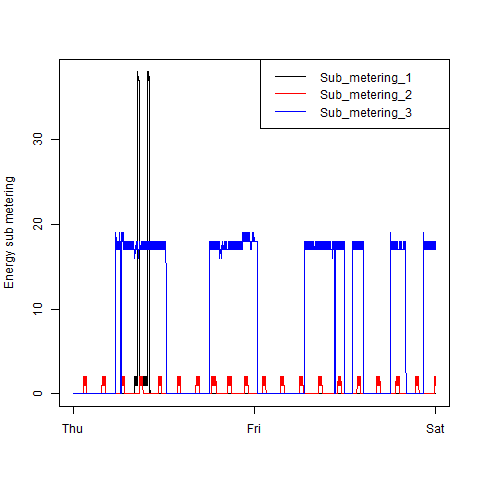 Sub_metering_1
Sub_metering_2
Sub_metering_3
Energy sub metering
30
20
10
0
Thu
Fri
Sat